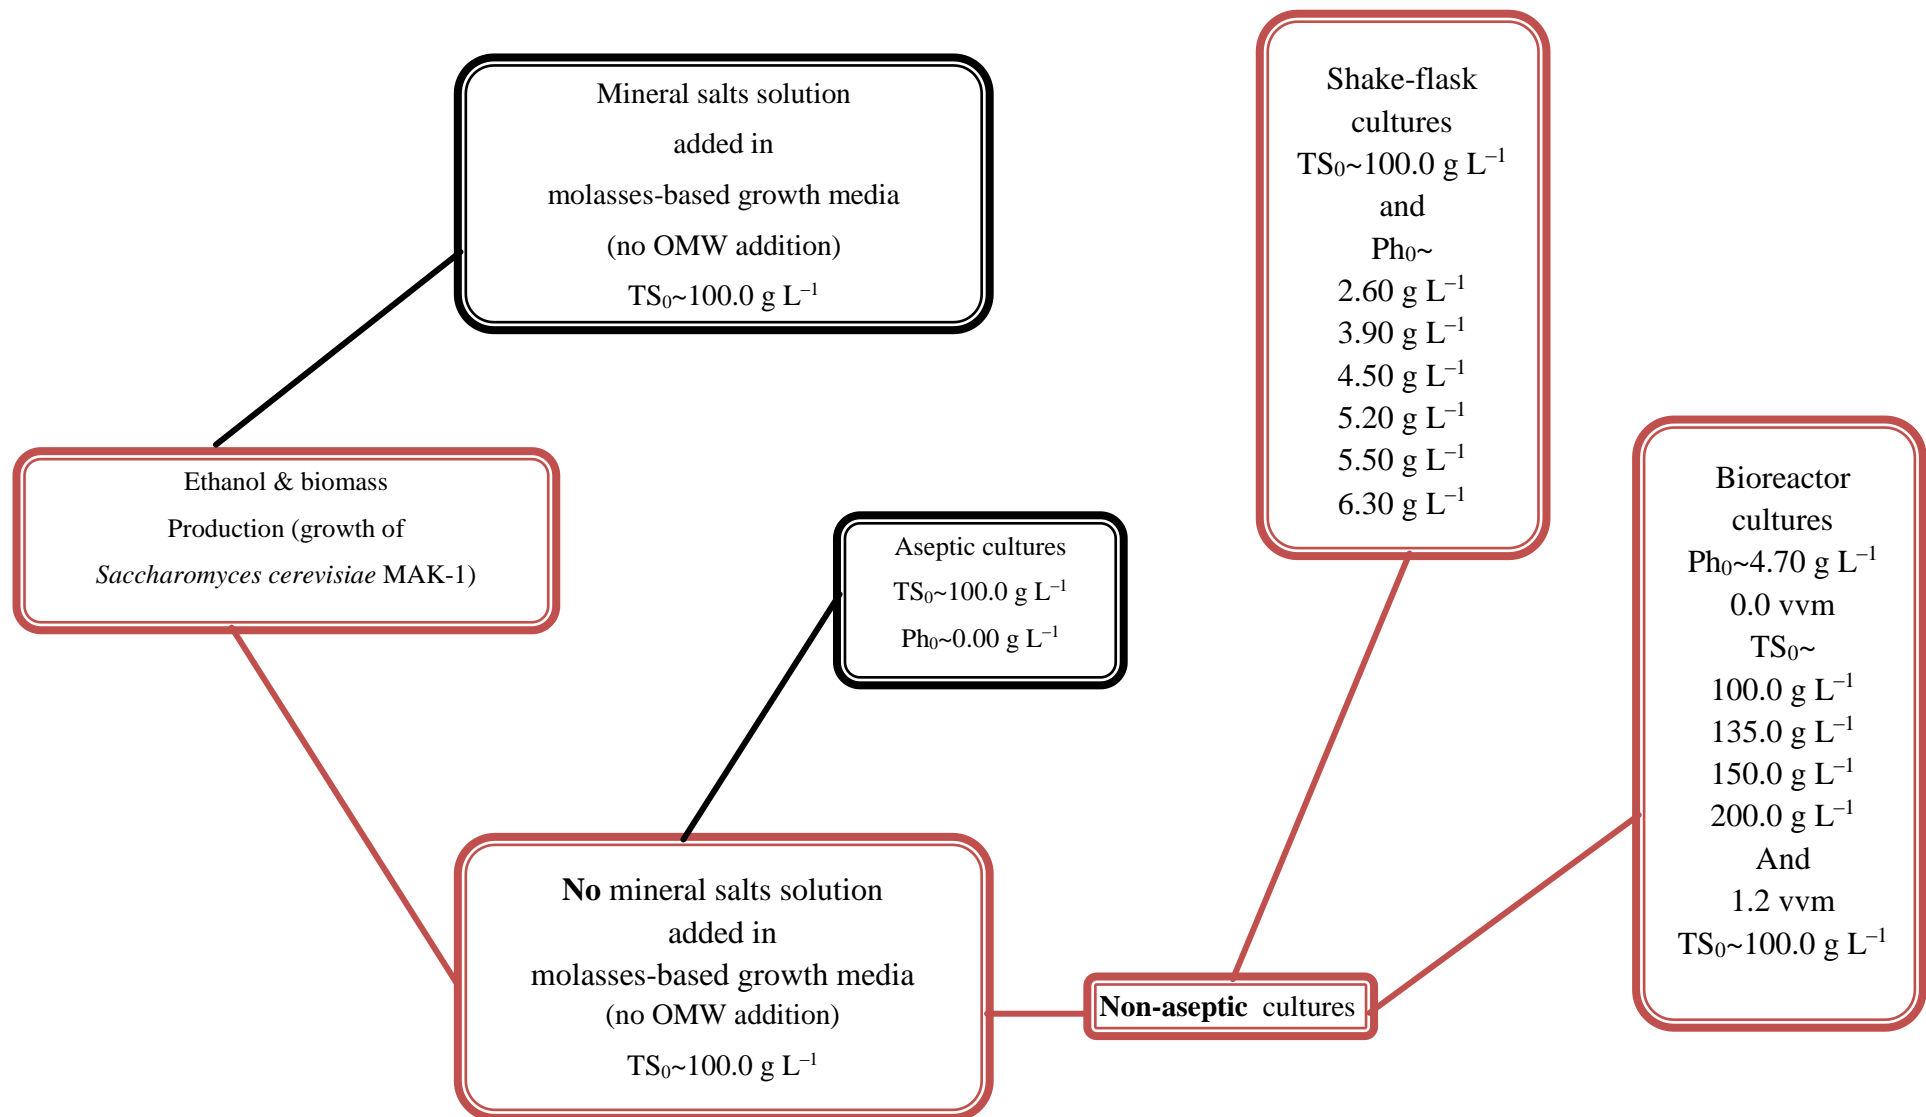 Mineral salts solution
added in
molasses-based growth media
(no OMW addition)
TS₀~100.0 g L⁻¹
Shake-flask
cultures
TS₀~100.0 g L⁻¹
and
Ph₀~
2.60 g L⁻¹
3.90 g L⁻¹
4.50 g L⁻¹
5.20 g L⁻¹
5.50 g L⁻¹
6.30 g L⁻¹
Ethanol & biomass
Production (growth of
Saccharomyces cerevisiae MAK-1)
Aseptic cultures
TS₀~100.0 g L⁻¹
Ph₀~0.00 g L⁻¹
Bioreactor
cultures
Ph₀~4.70 g L⁻¹
0.0 vvm
TS₀~
100.0 g L⁻¹
135.0 g L⁻¹
150.0 g L⁻¹
200.0 g L⁻¹
And
1.2 vvm
TS₀~100.0 g L⁻¹
No mineral salts solution
added in
molasses-based growth media
(no OMW addition)
TS₀~100.0 g L⁻¹
Non-aseptic cultures